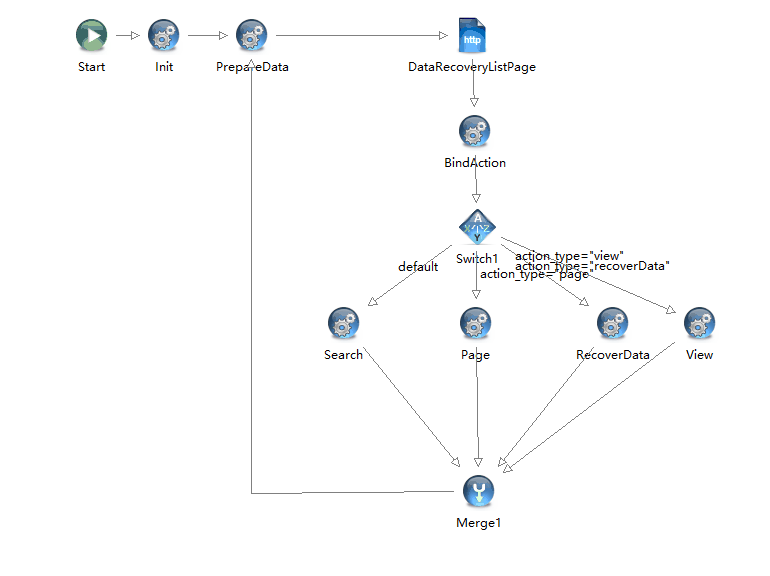 http
Start
Init
PrepareData
DataRecoveryListPage
BindAction
A
X Z
Y
Switch1
action_type="view"
default
action_type="recoverData"
action_type="page"
Search
Page
RecoverData
View
Merge1